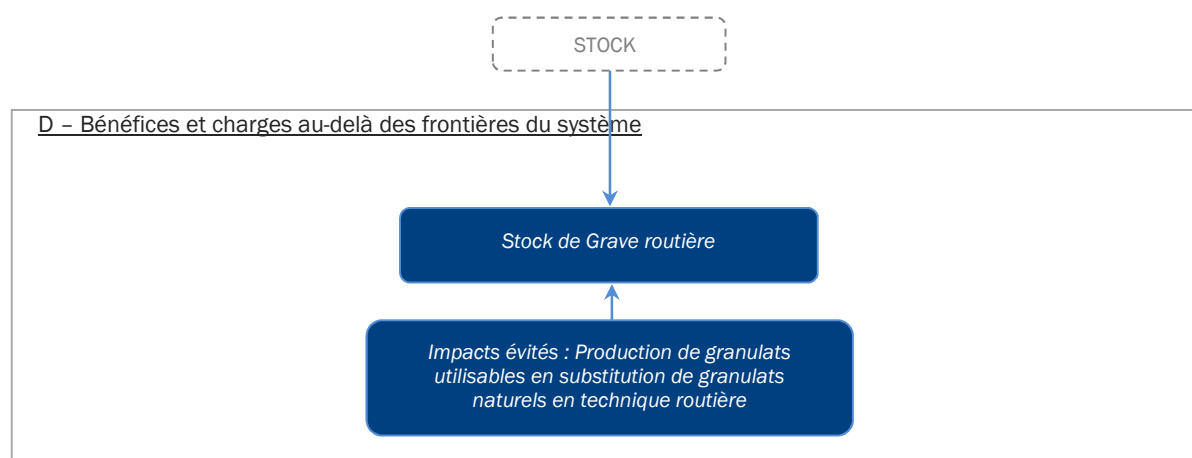 STOCK
D – Bénéfices et charges au-delà des frontières du système
Stock de Grave routière
Impacts évités : Production de granulats
utilisables en substitution de granulats
naturels en technique routière